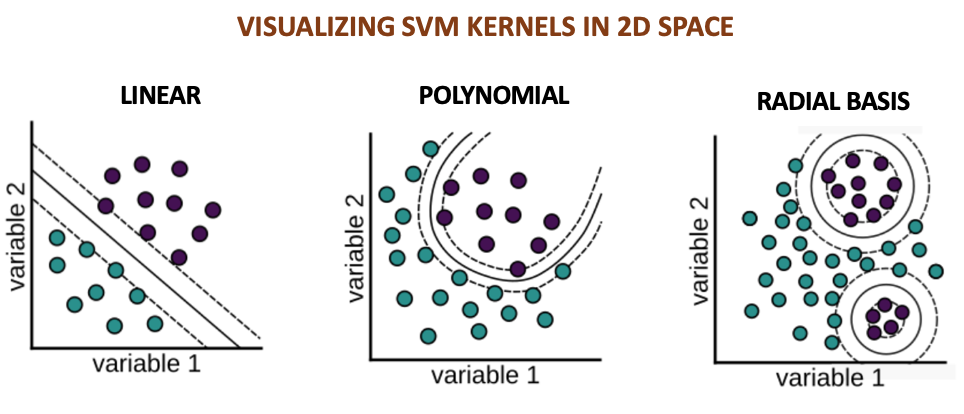 VISUALIZING SVM KERNELS IN 2D SPACE
LINEAR
variable 2
variable 1
POLYNOMIAL
variable 2
variable 1
RADIAL BASIS
variable 2
variable 1